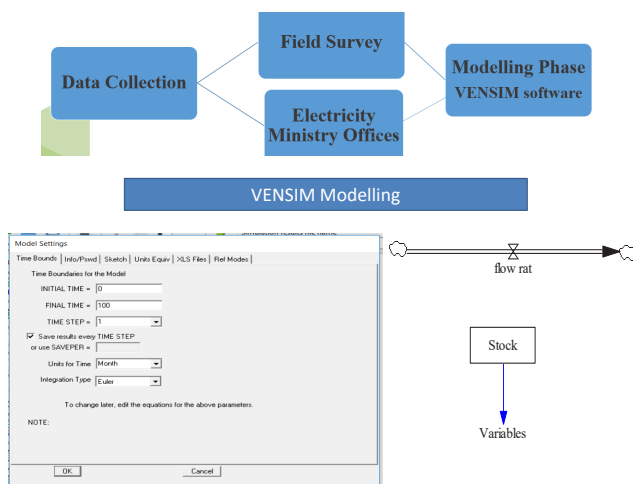 Data Collection
Field Survey
Electricity
Ministry Offices
Modelling Phase
VENSIM software
VENSIM Modelling
Model Settings
Time Bounds Info/Pswd Sketch Units Equiv XLS Files Ref Modes
Time Boundaries for the Model
INITIAL TIME = 0
FINAL TIME = 100
TIME STEP = 1
Save results every TIME STEP
or use SAVEPER =
Units for Time Month
Integration Type Euler
To change later, edit the equations for the above parameters.
NOTE:
OK Cancel
flow rat
Stock
Variables